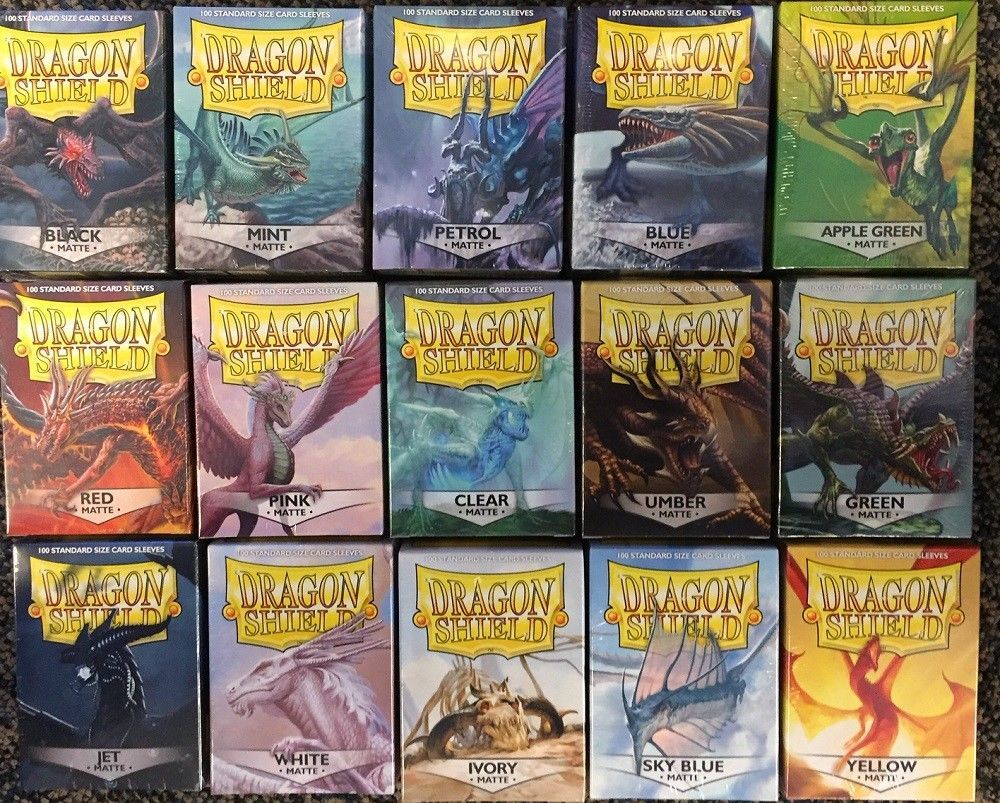 100 STANDARD SIZE CARD SLEEVES
DRAGON
SHIELD
BLACK
• MATTE •
100 STANDARD SIZE CARD SLEEVES
DRAGON
SHIELD
MINT
• MATTE •
100 STANDARD SIZE CARD SLEEVES
DRAGON
SHIELD
PETROL
• MATTE •
100 STANDARD SIZE CARD SLEEVES
DRAGON
SHIELD
BLUE
• MATTE •
100 STANDARD SIZE CARD SLEEVES
DRAGON
SHIELD
APPLE GREEN
• MATTE •
100 STANDARD SIZE CARD SLEEVES
DRAGON
SHIELD
RED
• MATTE •
100 STANDARD SIZE CARD SLEEVES
DRAGON
SHIELD
PINK
• MATTE •
100 STANDARD SIZE CARD SLEEVES
DRAGON
SHIELD
CLEAR
• MATTE •
100 STANDARD SIZE CARD SLEEVES
DRAGON
SHIELD
UMBER
• MATTE •
100 STANDARD SIZE CARD SLEEVES
DRAGON
SHIELD
GREEN
• MATTE •
100 STANDARD SIZE CARD SLEEVES
DRAGON
SHIELD
JET
• MATTE •
100 STANDARD SIZE CARD SLEEVES
DRAGON
SHIELD
WHITE
• MATTE •
100 STANDARD SIZE CARD SLEEVES
DRAGON
SHIELD
IVORY
• MATTE •
100 STANDARD SIZE CARD SLEEVES
DRAGON
SHIELD
SKY BLUE
• MATTE •
100 STANDARD SIZE CARD SLEEVES
DRAGON
SHIELD
YELLOW
• MATTE •